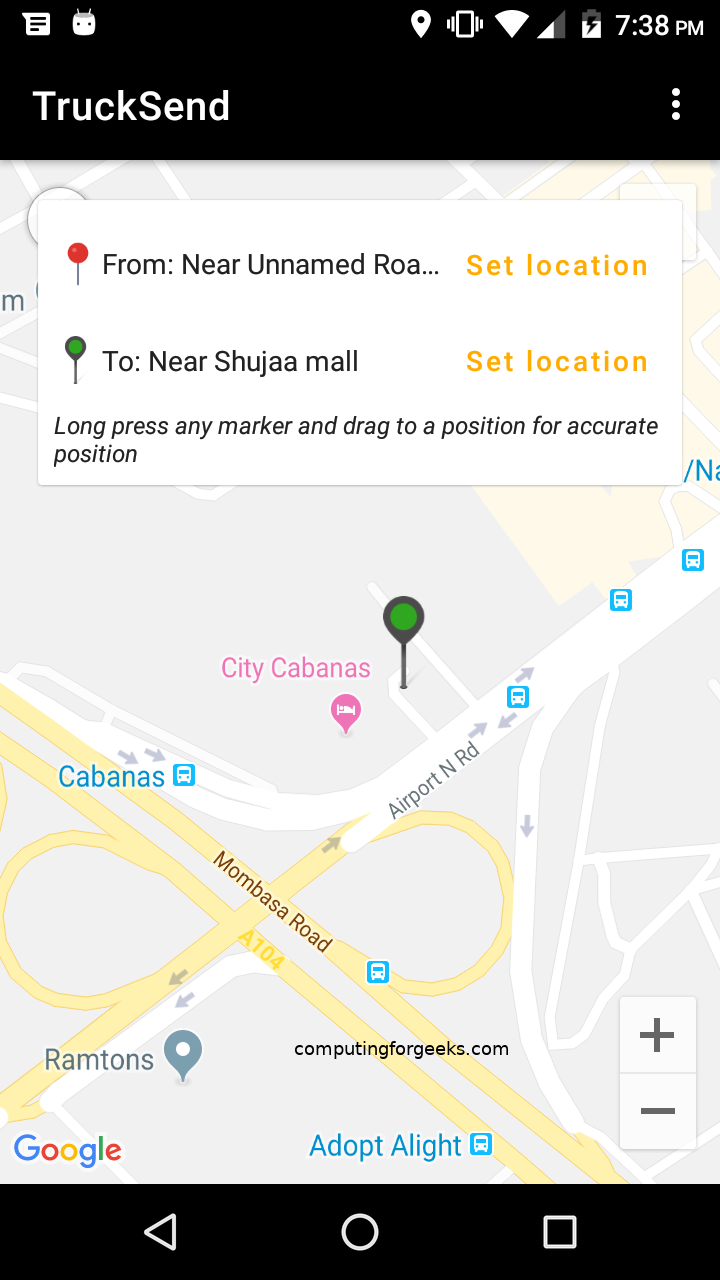 7:38 PM
TruckSend
From: Near Unnamed Roa...
Set location
m
To: Near Shujaa mall
Set location
Long press any marker and drag to a position for accurate
position
/Na
City Cabanas
Cabanas
Airport N Rd
Mombasa Road
A104
Ramtons
computingforgeeks.com
Google
Adopt Alight